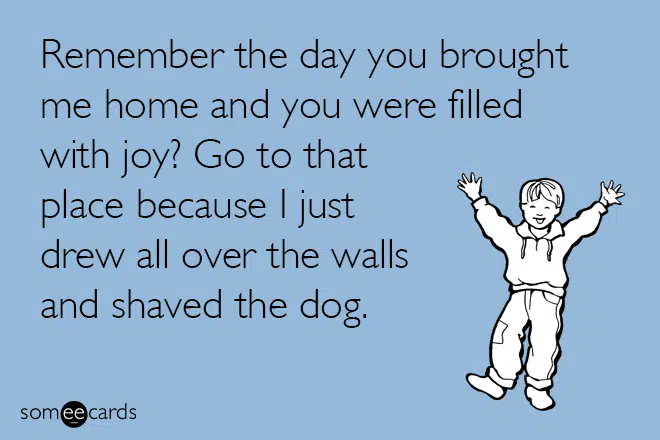 Remember the day you brought
me home and you were filled
with joy? Go to that
place because I just
drew all over the walls
and shaved the dog.
someecards